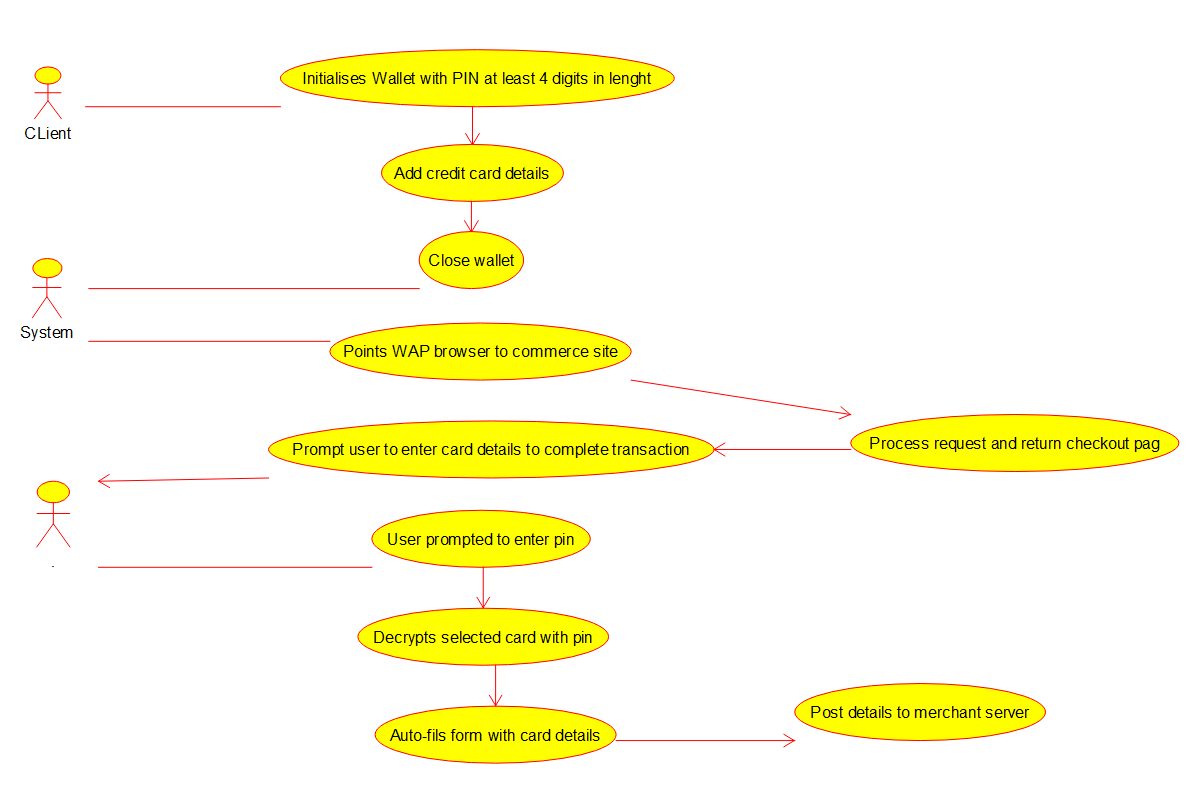 Initialises Wallet with PIN at least 4 digits in lenght
CLient
Add credit card details
Close wallet
System
Points WAP browser to commerce site
Process request and return checkout pag
Prompt user to enter card details to complete transaction
User prompted to enter pin
.
Decrypts selected card with pin
Post details to merchant server
Auto-fils form with card details